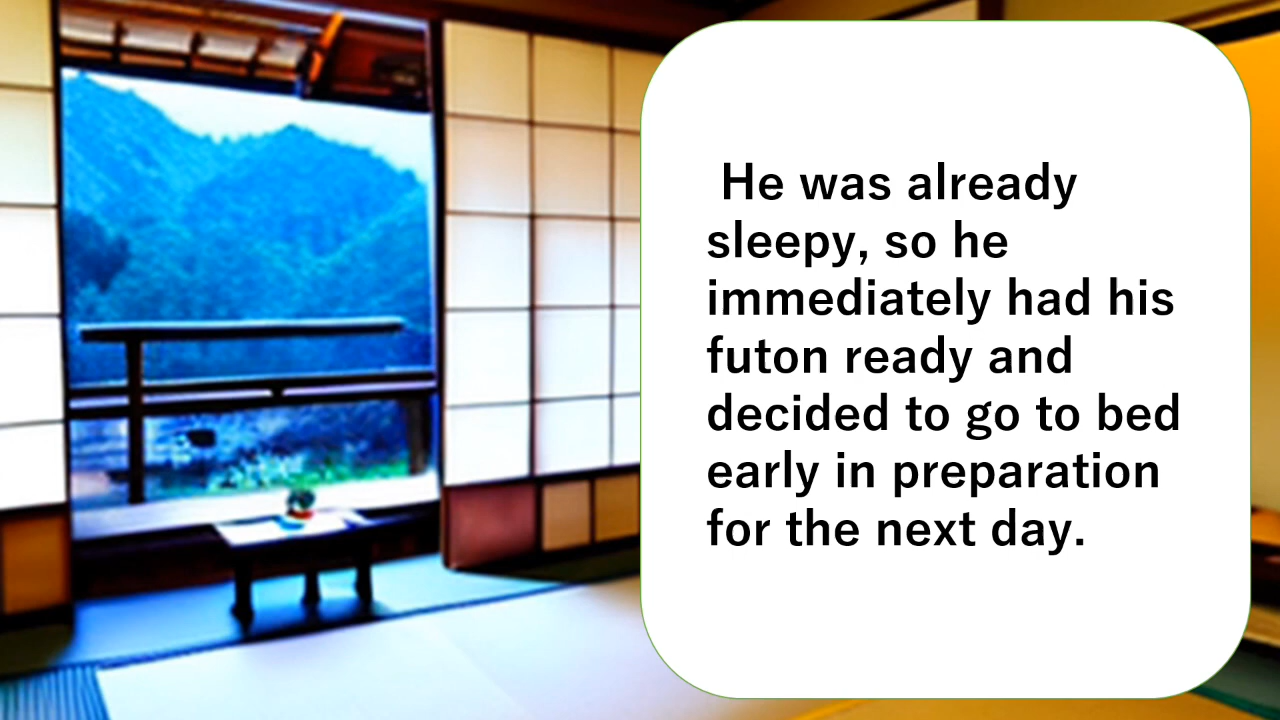 He was already
sleepy, so he
immediately had his
futon ready and
decided to go to bed
early in preparation
for the next day.